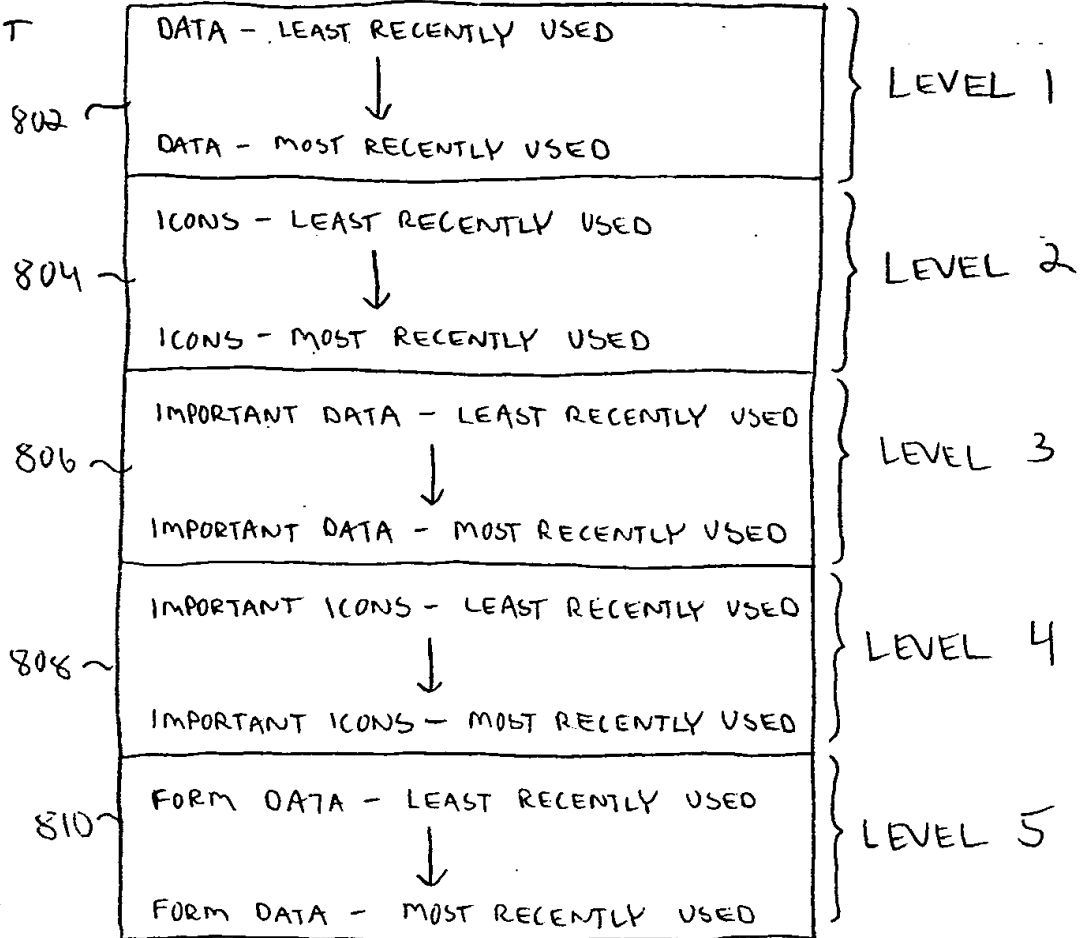 T
DATA - LEAST RECENTLY USED
LEVEL 1
802
DATA - MOST RECENTLY USED
ICONS - LEAST RECENTLY USED
804
LEVEL 2
ICONS - MOST RECENTLY USED
IMPORTANT DATA - LEAST RECENTLY USED
806
LEVEL 3
IMPORTANT DATA - MOST RECENTLY USED
IMPORTANT ICONS - LEAST RECENTLY USED
808
LEVEL 4
IMPORTANT ICONS - MOST RECENTLY USED
FORM DATA - LEAST RECENTLY USED
810
LEVEL 5
FORM DATA - MOST RECENTLY USED